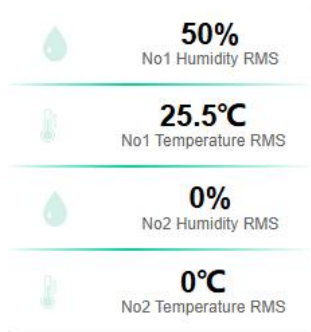 50%
No1 Humidity RMS
25.5℃
No1 Temperature RMS
0%
No2 Humidity RMS
0℃
No2 Temperature RMS